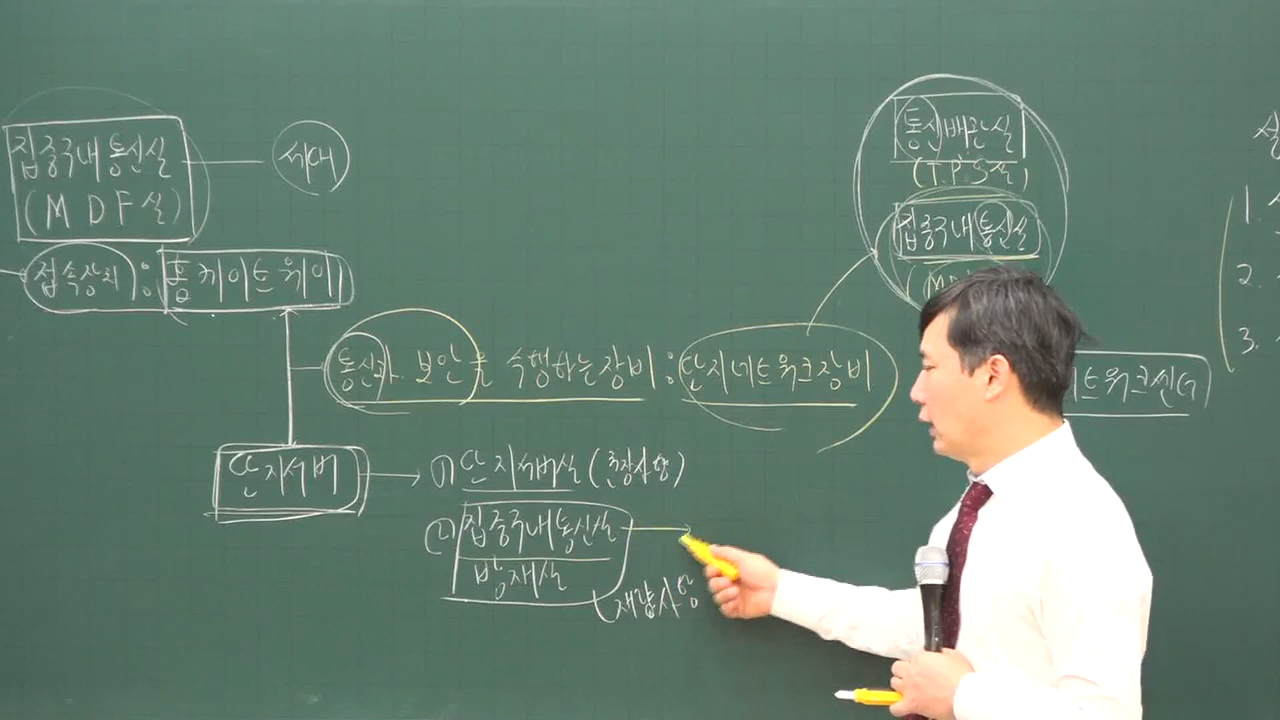 집중구내통신실
(MDF실)
세대
접속장치 : 홈게이트웨이
통신과 보안을 수행하는 장비 : 단지네트워크장비
통신배관실
(T.P.S실)
집중구내통신실
(MD
트워크센터
단지서버
(1) 단지서버실 (권장사항)
(2) 집중구내통신실
방재실
(재량사항
1.
2.
3.